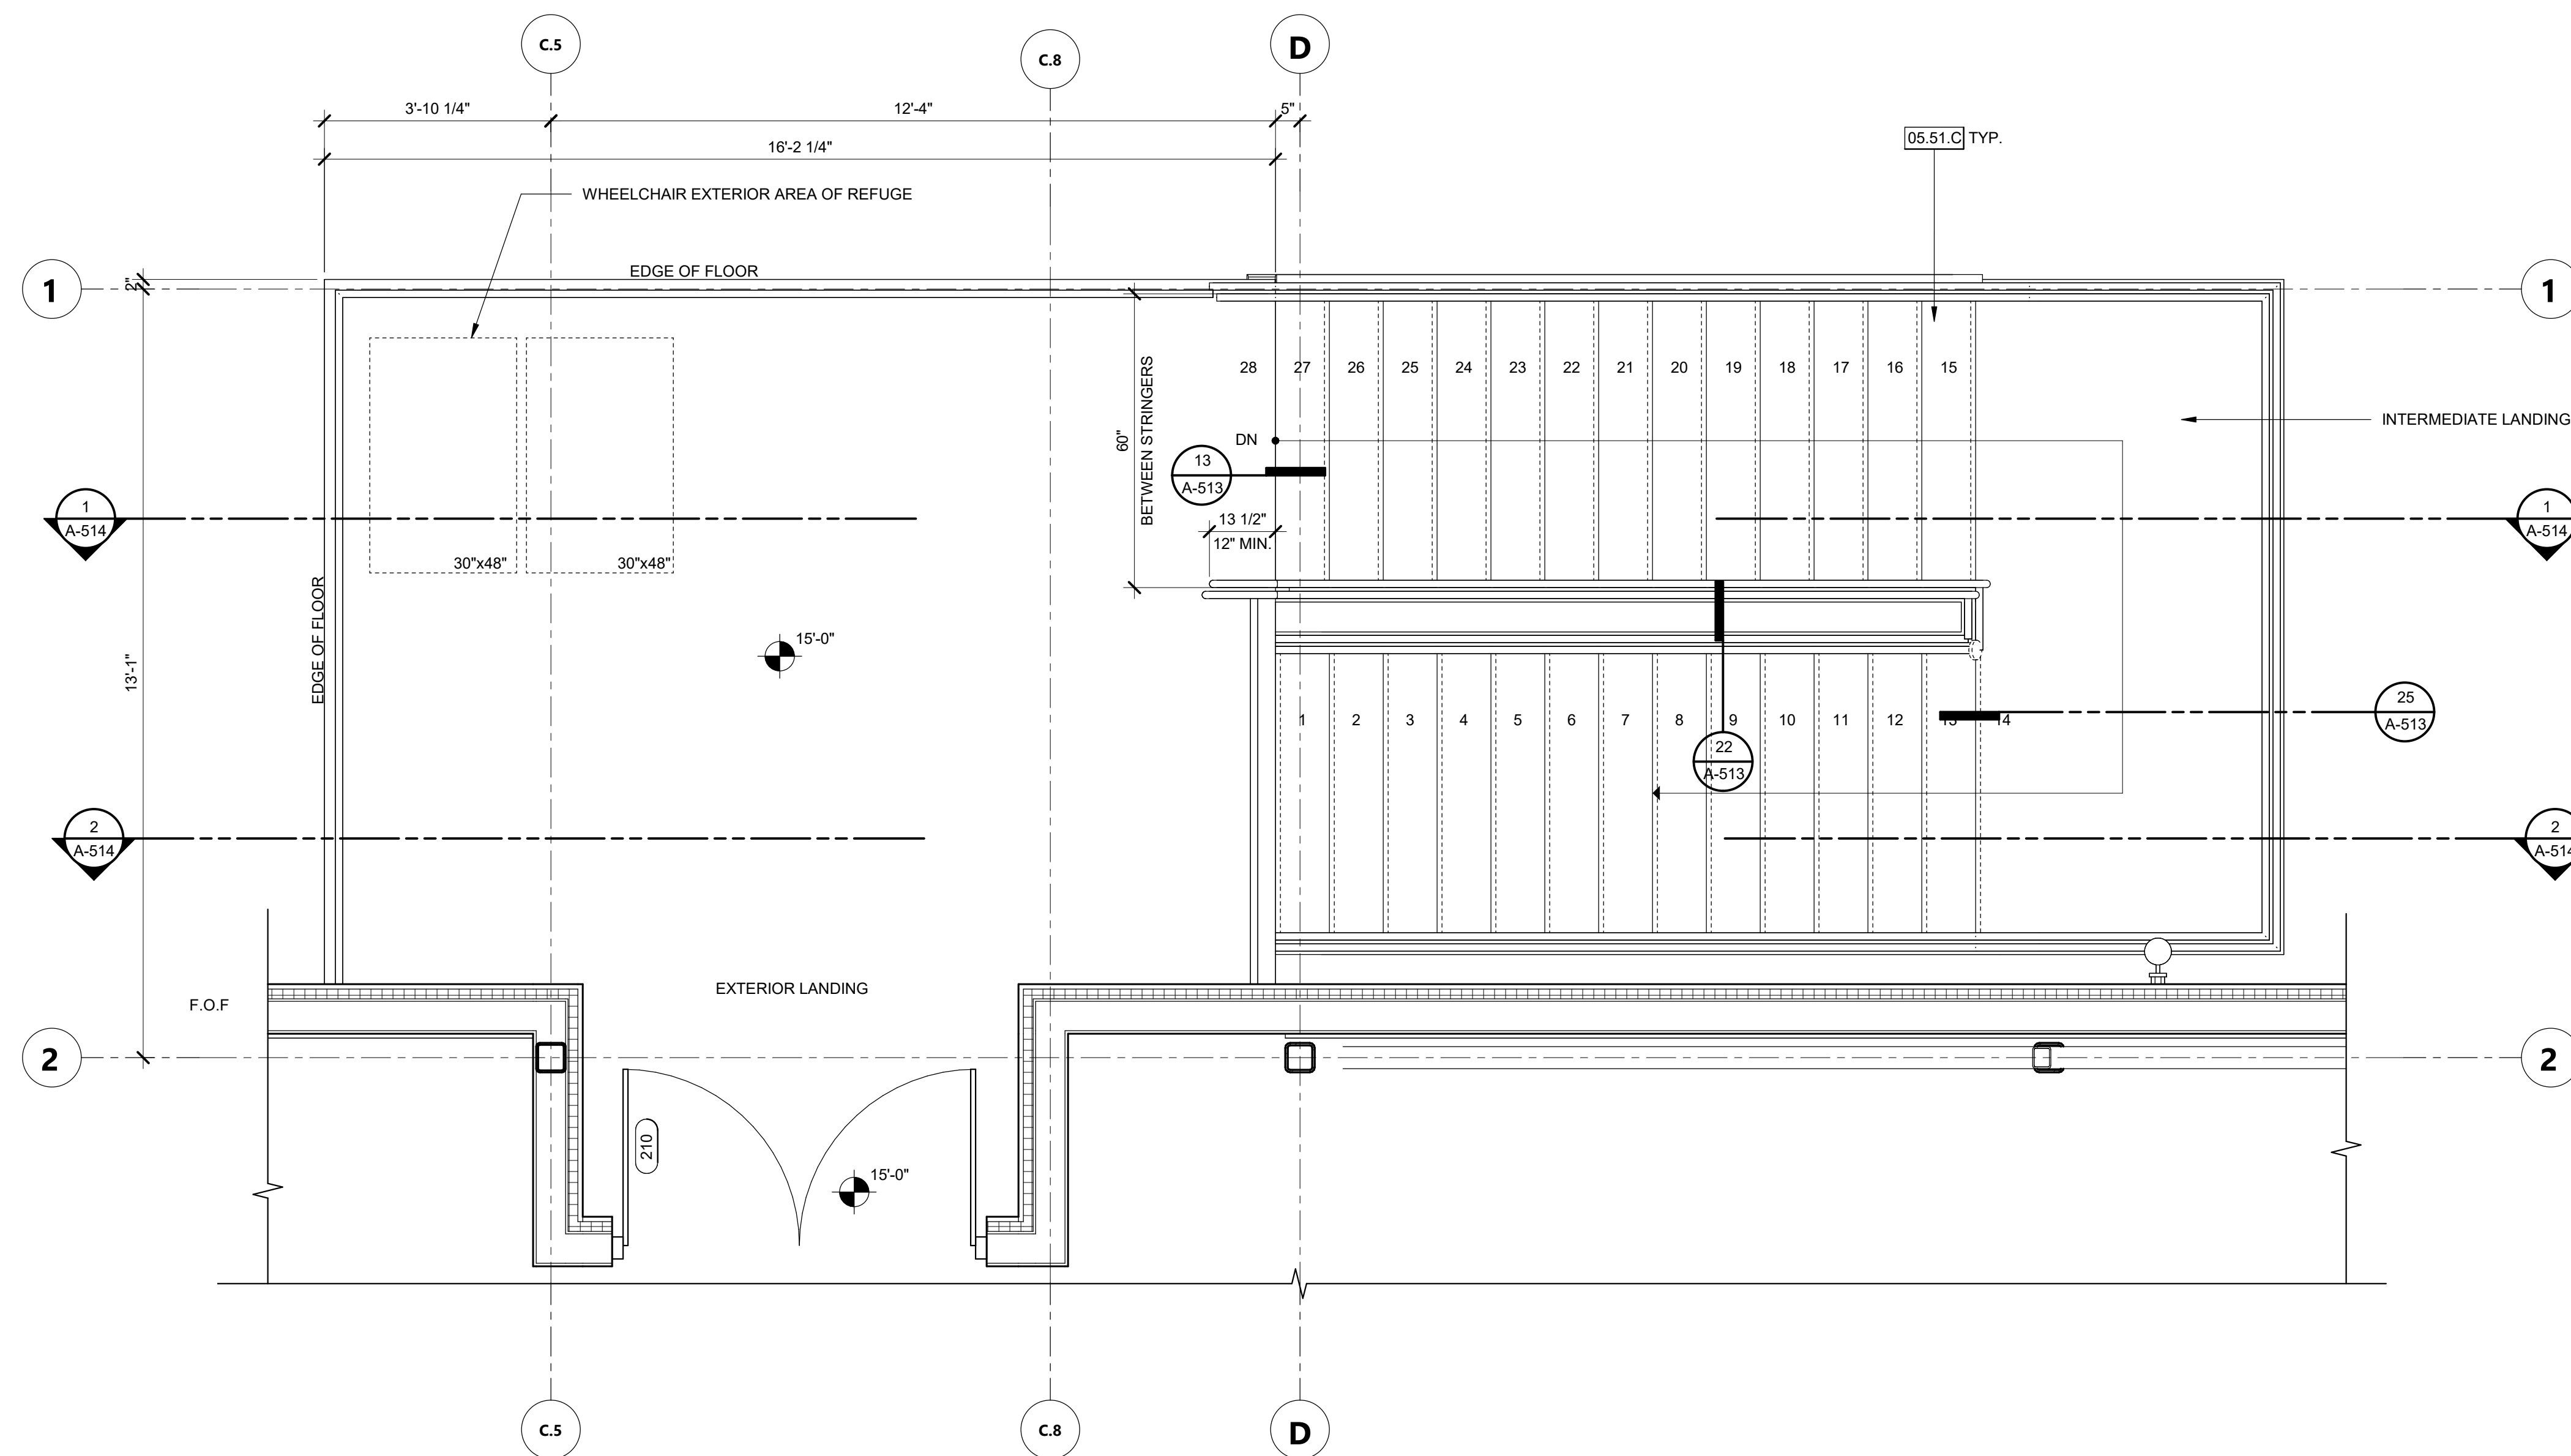 C.5
C.8
D
3'-10 1/4"
12'-4"
5"
16'-2 1/4"
05.51.C TYP.
WHEELCHAIR EXTERIOR AREA OF REFUGE
EDGE OF FLOOR
1
2"
1
28 27 26 25 24 23 22 21 20 19 18 17 16 15
BETWEEN STRINGERS
60"
INTERMEDIATE LANDING
DN
13
A-513
1
A-514
13 1/2"
12" MIN.
1
A-514
30"x48"
30"x48"
EDGE OF FLOOR
15'-0"
13'-1"
1 2 3 4 5 6 7 8 9 10 11 12 13 14
25
A-513
22
A-513
2
A-514
2
A-514
EXTERIOR LANDING
F.O.F
2
2
210
15'-0"
C.5
C.8
D